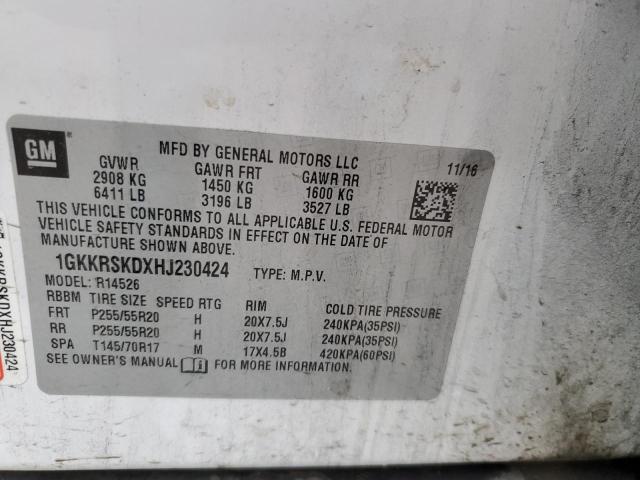 GM
MFD BY GENERAL MOTORS LLC
11/16
GVWR GAWR FRT GAWR RR
2908 KG 1450 KG 1600 KG
6411 LB 3196 LB 3527 LB
THIS VEHICLE CONFORMS TO ALL APPLICABLE U.S. FEDERAL MOTOR
VEHICLE SAFETY STANDARDS IN EFFECT ON THE DATE OF
MANUFACTURE SHOWN ABOVE.
1GKKRSKDXHJ230424 TYPE: M.P.V.
MODEL: R14526
RBBM TIRE SIZE SPEED RTG RIM COLD TIRE PRESSURE
FRT P255/55R20 H 20X7.5J 240KPA(35PSI)
RR P255/55R20 H 20X7.5J 240KPA(35PSI)
SPA T145/70R17 M 17X4.5B 420KPA(60PSI)
SEE OWNER'S MANUAL FOR MORE INFORMATION
1GKKRSKDXHJ230424